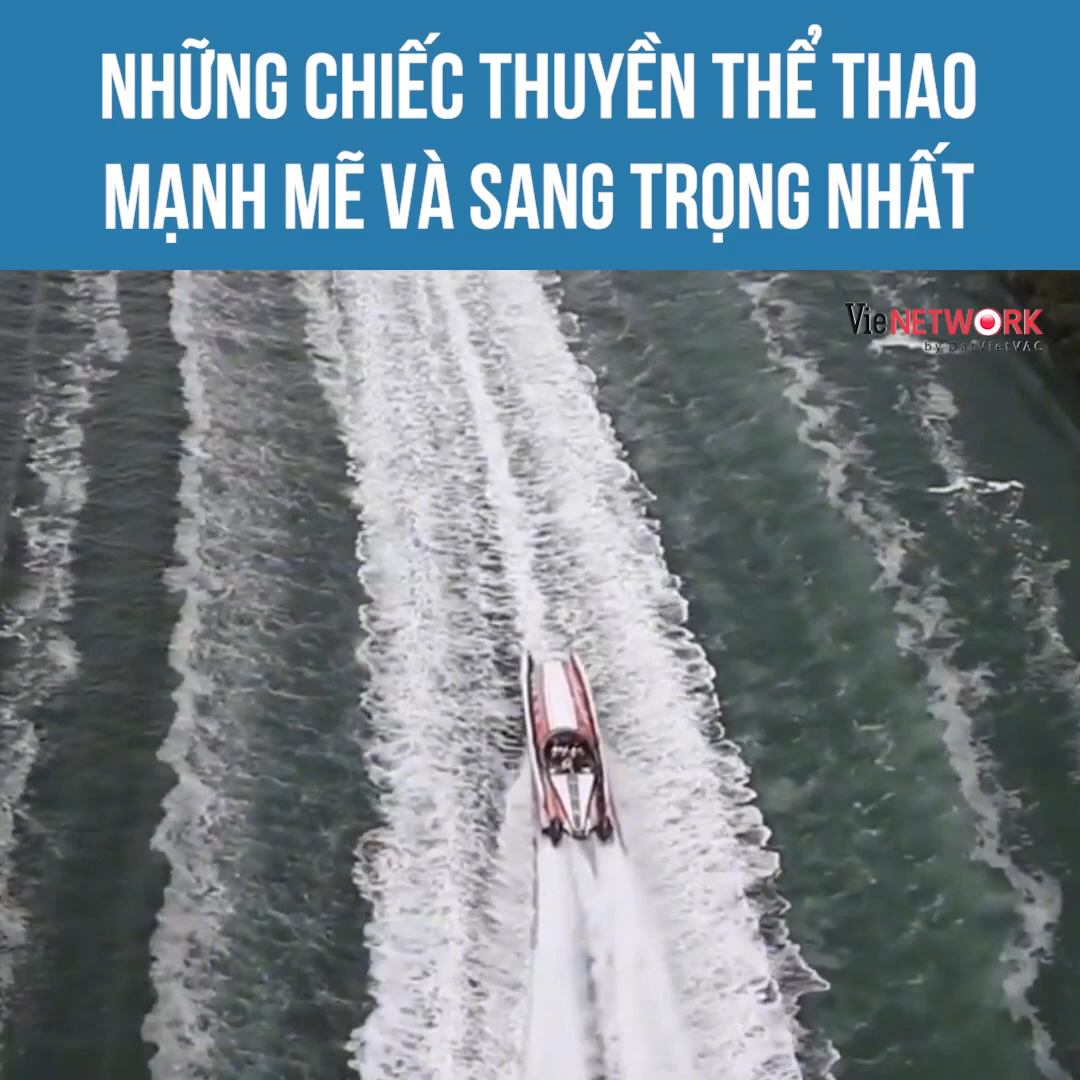 NHỮNG CHIẾC THUYỀN THỂ THAO
MẠNH MẼ VÀ SANG TRỌNG NHẤT
VieNETWORK
by DatVietVAC